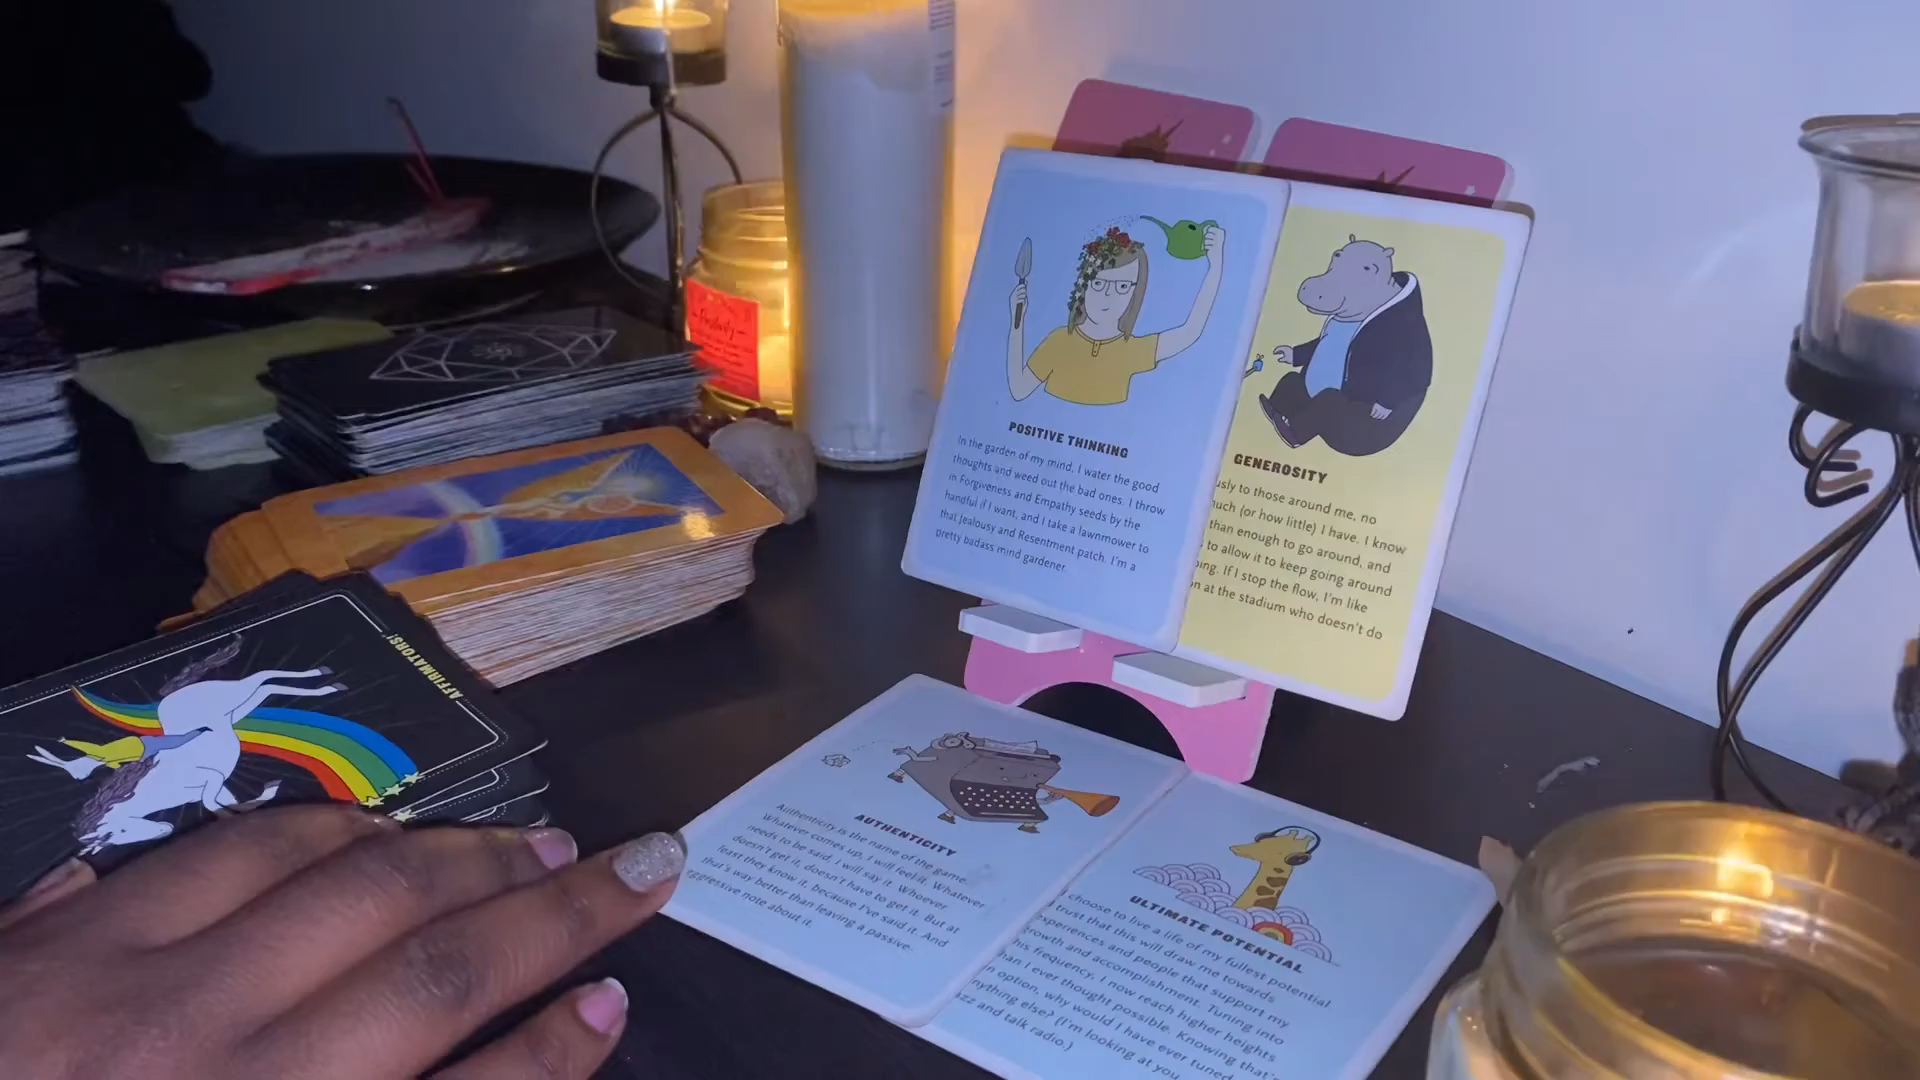 Positivity
AFFIRMATORS!
POSITIVE THINKING
In the garden of my mind, I water the good
thoughts and weed out the bad ones. I throw
in Forgiveness and Empathy seeds by the
handful if I want, and I take a lawnmower to
that Jealousy and Resentment patch. I'm a
pretty badass mind gardener.
GENEROSITY
to those around me, no
(or how little) I have. I know
than enough to go around, and
to allow it to keep going around
If I stop the flow, I'm like
at the stadium who doesn't do
AUTHENTICITY
Authenticity is the name of the game.
Whatever comes up, I will feel it. Whatever
needs to be said, I will say it. Whoever
doesn't get it, doesn't have to get it. But at
least they know it, because I've said it. And
that's way better than leaving a passive-
aggressive note about it.
ULTIMATE POTENTIAL
choose to live a life of my fullest potential.
trust that this will draw me towards
experiences and people that support my
growth and accomplishment. Tuning into
this frequency, I now reach higher heights
than I ever thought possible. Knowing that's
option, why would I have ever tuned
anything else? (I'm looking at you,
and talk radio.)